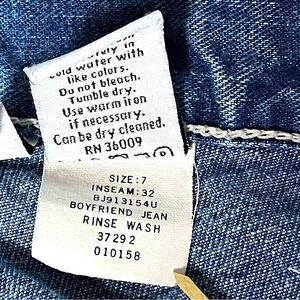 cold water with
like colors.
Do not bleach.
Tumble dry.
Use warm iron
if necessary.
Can be dry cleaned.
RN 36009
SIZE: 7
INSEAM: 32
BJ913154U
BOYFRIEND JEAN
RINSE WASH
37292
010158